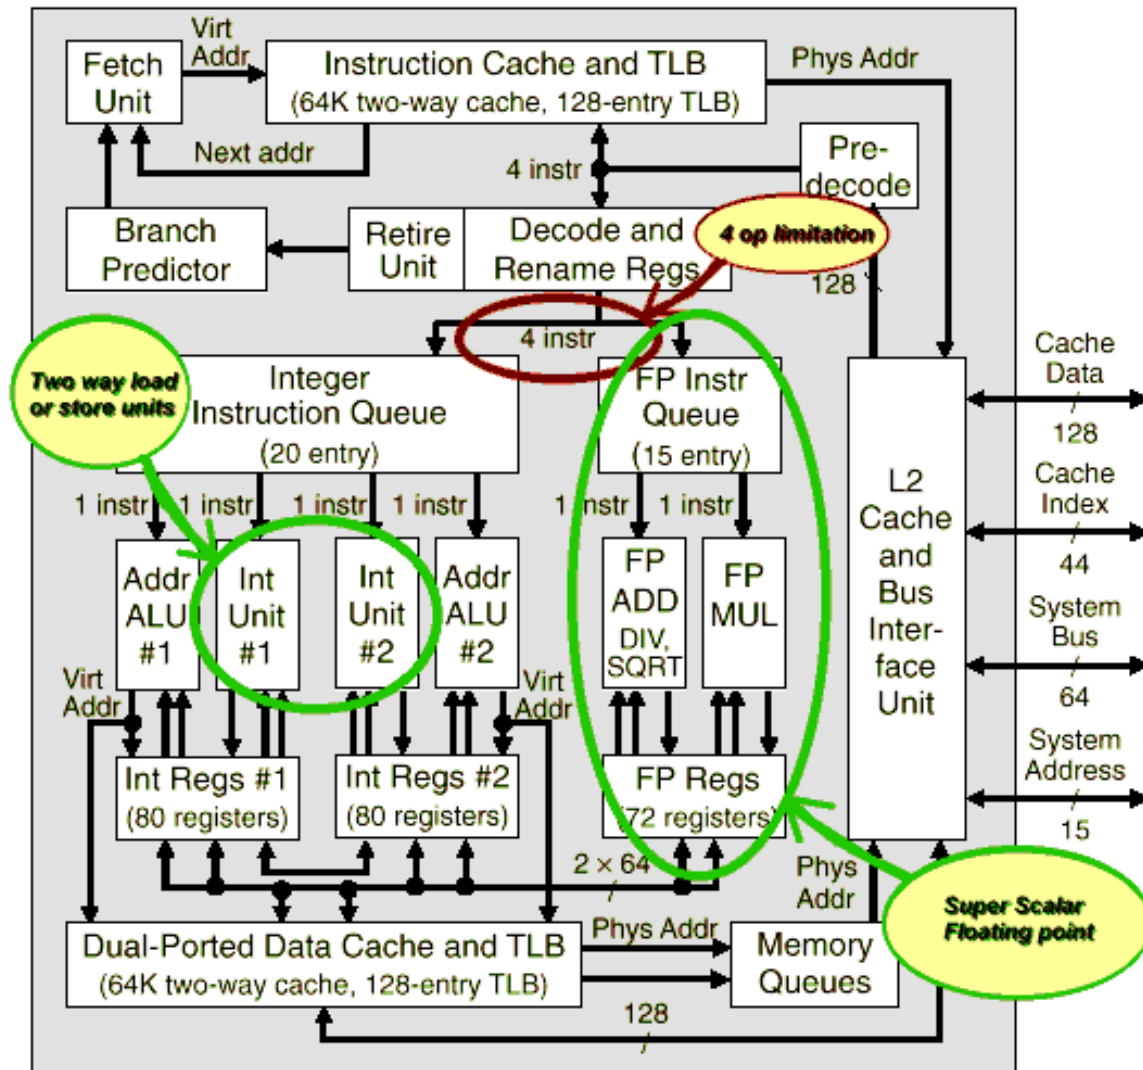 Virt
Addr
Fetch
Unit
Instruction Cache and TLB
(64K two-way cache, 128-entry TLB)
Phys Addr
Next addr
4 instr
Pre-
decode
Branch
Predictor
Retire
Unit
Decode and
Rename Regs
4 op limitation
128
4 instr
Two way load
or store units
Integer
Instruction Queue
(20 entry)
FP Instr
Queue
(15 entry)
Cache
Data
128
1 instr
1 instr
1 instr
1 instr
1 instr
1 instr
L2
Cache
and
Bus
Inter-
face
Unit
Cache
Index
44
Addr
ALU
#1
Int
Unit
#1
Int
Unit
#2
Addr
ALU
#2
FP
ADD
DIV,
SQRT
FP
MUL
System
Bus
64
Virt
Addr
Virt
Addr
Int Regs #1
(80 registers)
Int Regs #2
(80 registers)
FP Regs
(72 registers)
System
Address
15
2 × 64
Phys
Addr
Super Scalar
Floating point
Dual-Ported Data Cache and TLB
(64K two-way cache, 128-entry TLB)
Phys Addr
Memory
Queues
128